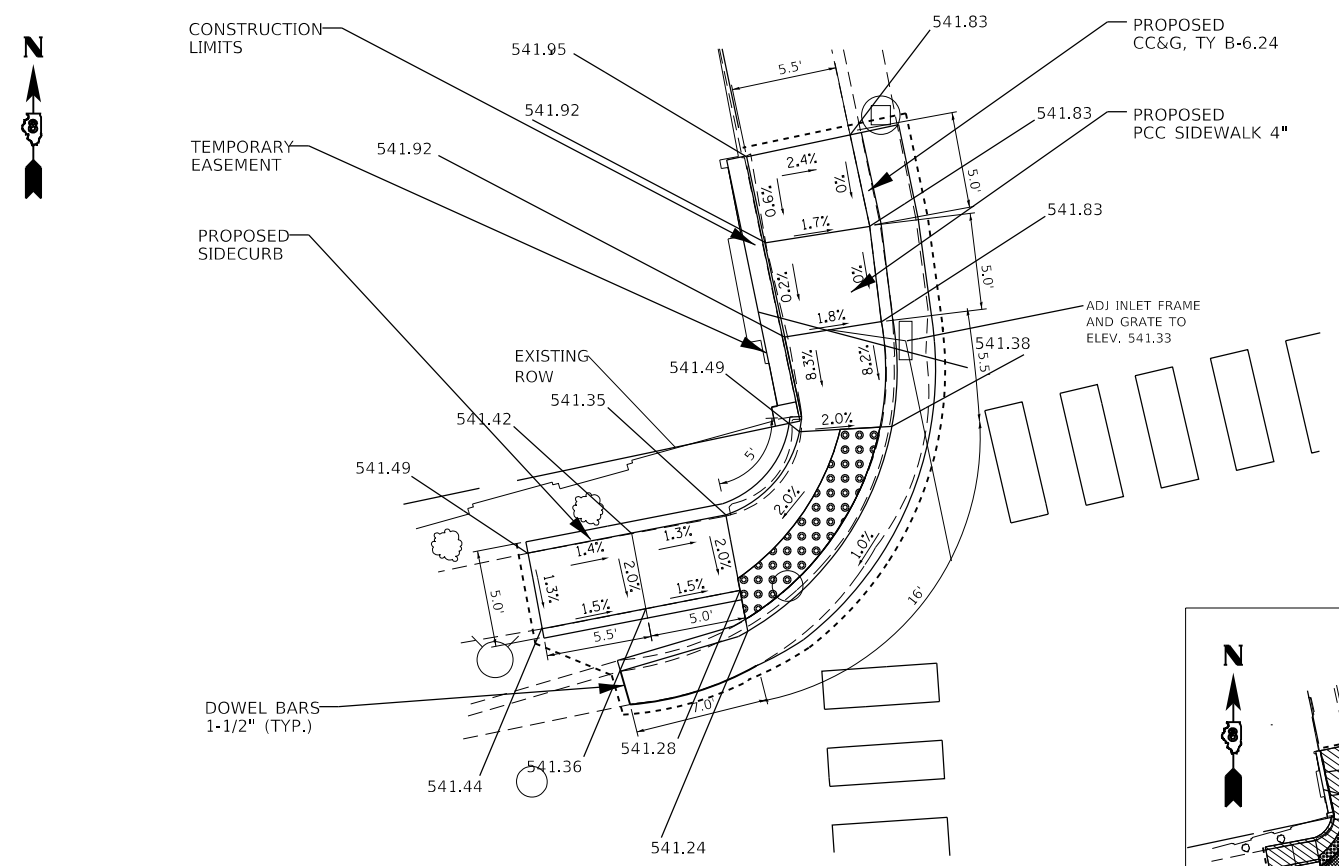 N
CONSTRUCTION
LIMITS
541.95
541.83
PROPOSED
CC&G, TY B-6.24
5.5'
541.92
541.83
PROPOSED
PCC SIDEWALK 4"
TEMPORARY
EASEMENT
541.92
2.4%
0%
0.6%
5.0'
1.7%
541.83
PROPOSED
SIDECURB
0.2%
0%
5.0'
1.8%
ADJ INLET FRAME
AND GRATE TO
ELEV. 541.33
EXISTING
ROW
541.49
8.3%
8.2%
541.38
5.5'
541.35
541.42
2.0%
541.49
5'
2.0%
1.3%
1.4%
2.0%
1.0%
1.3%
2.0%
1.5%
5.0'
1.5%
16'
5.5'
5.0'
N
DOWEL BARS
1-1/2" (TYP.)
7.0'
541.28
541.36
541.44
541.24